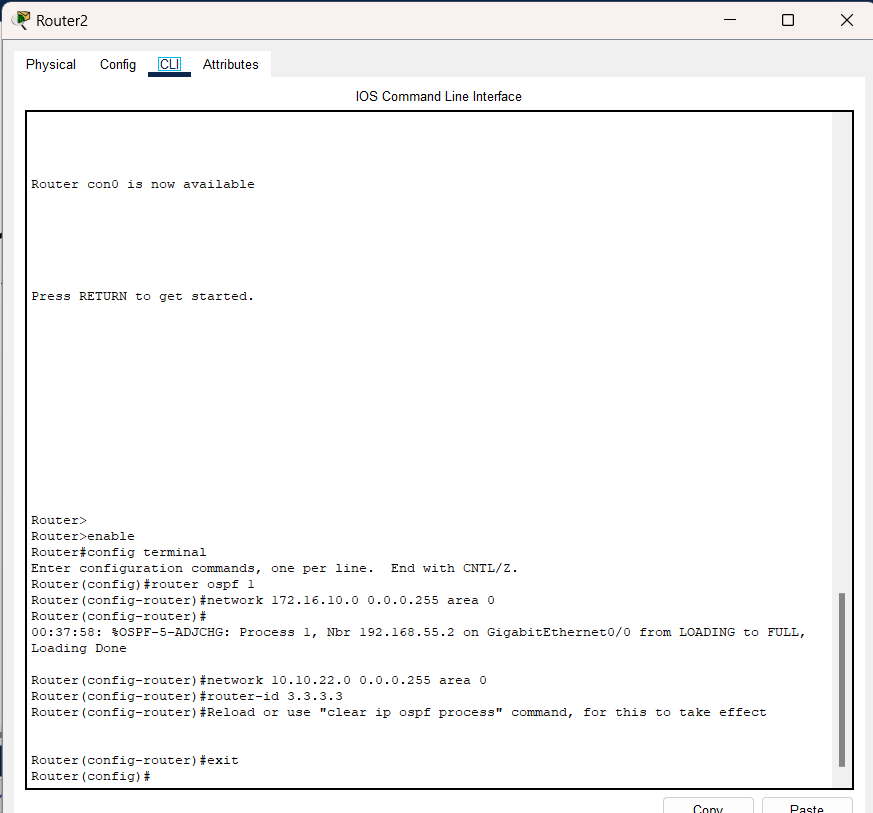 Router2
Physical Config CLI Attributes
IOS Command Line Interface
Router con0 is now available
Press RETURN to get started.
Router>
Router>enable
Router#config terminal
Enter configuration commands, one per line.  End with CNTL/Z.
Router(config)#router ospf 1
Router(config-router)#network 172.16.10.0 0.0.0.255 area 0
Router(config-router)#
00:37:58: %OSPF-5-ADJCHG: Process 1, Nbr 192.168.55.2 on GigabitEthernet0/0 from LOADING to FULL,
Loading Done
Router(config-router)#network 10.10.22.0 0.0.0.255 area 0
Router(config-router)#router-id 3.3.3.3
Router(config-router)#Reload or use "clear ip ospf process" command, for this to take effect
Router(config-router)#exit
Router(config)#
Copy Paste